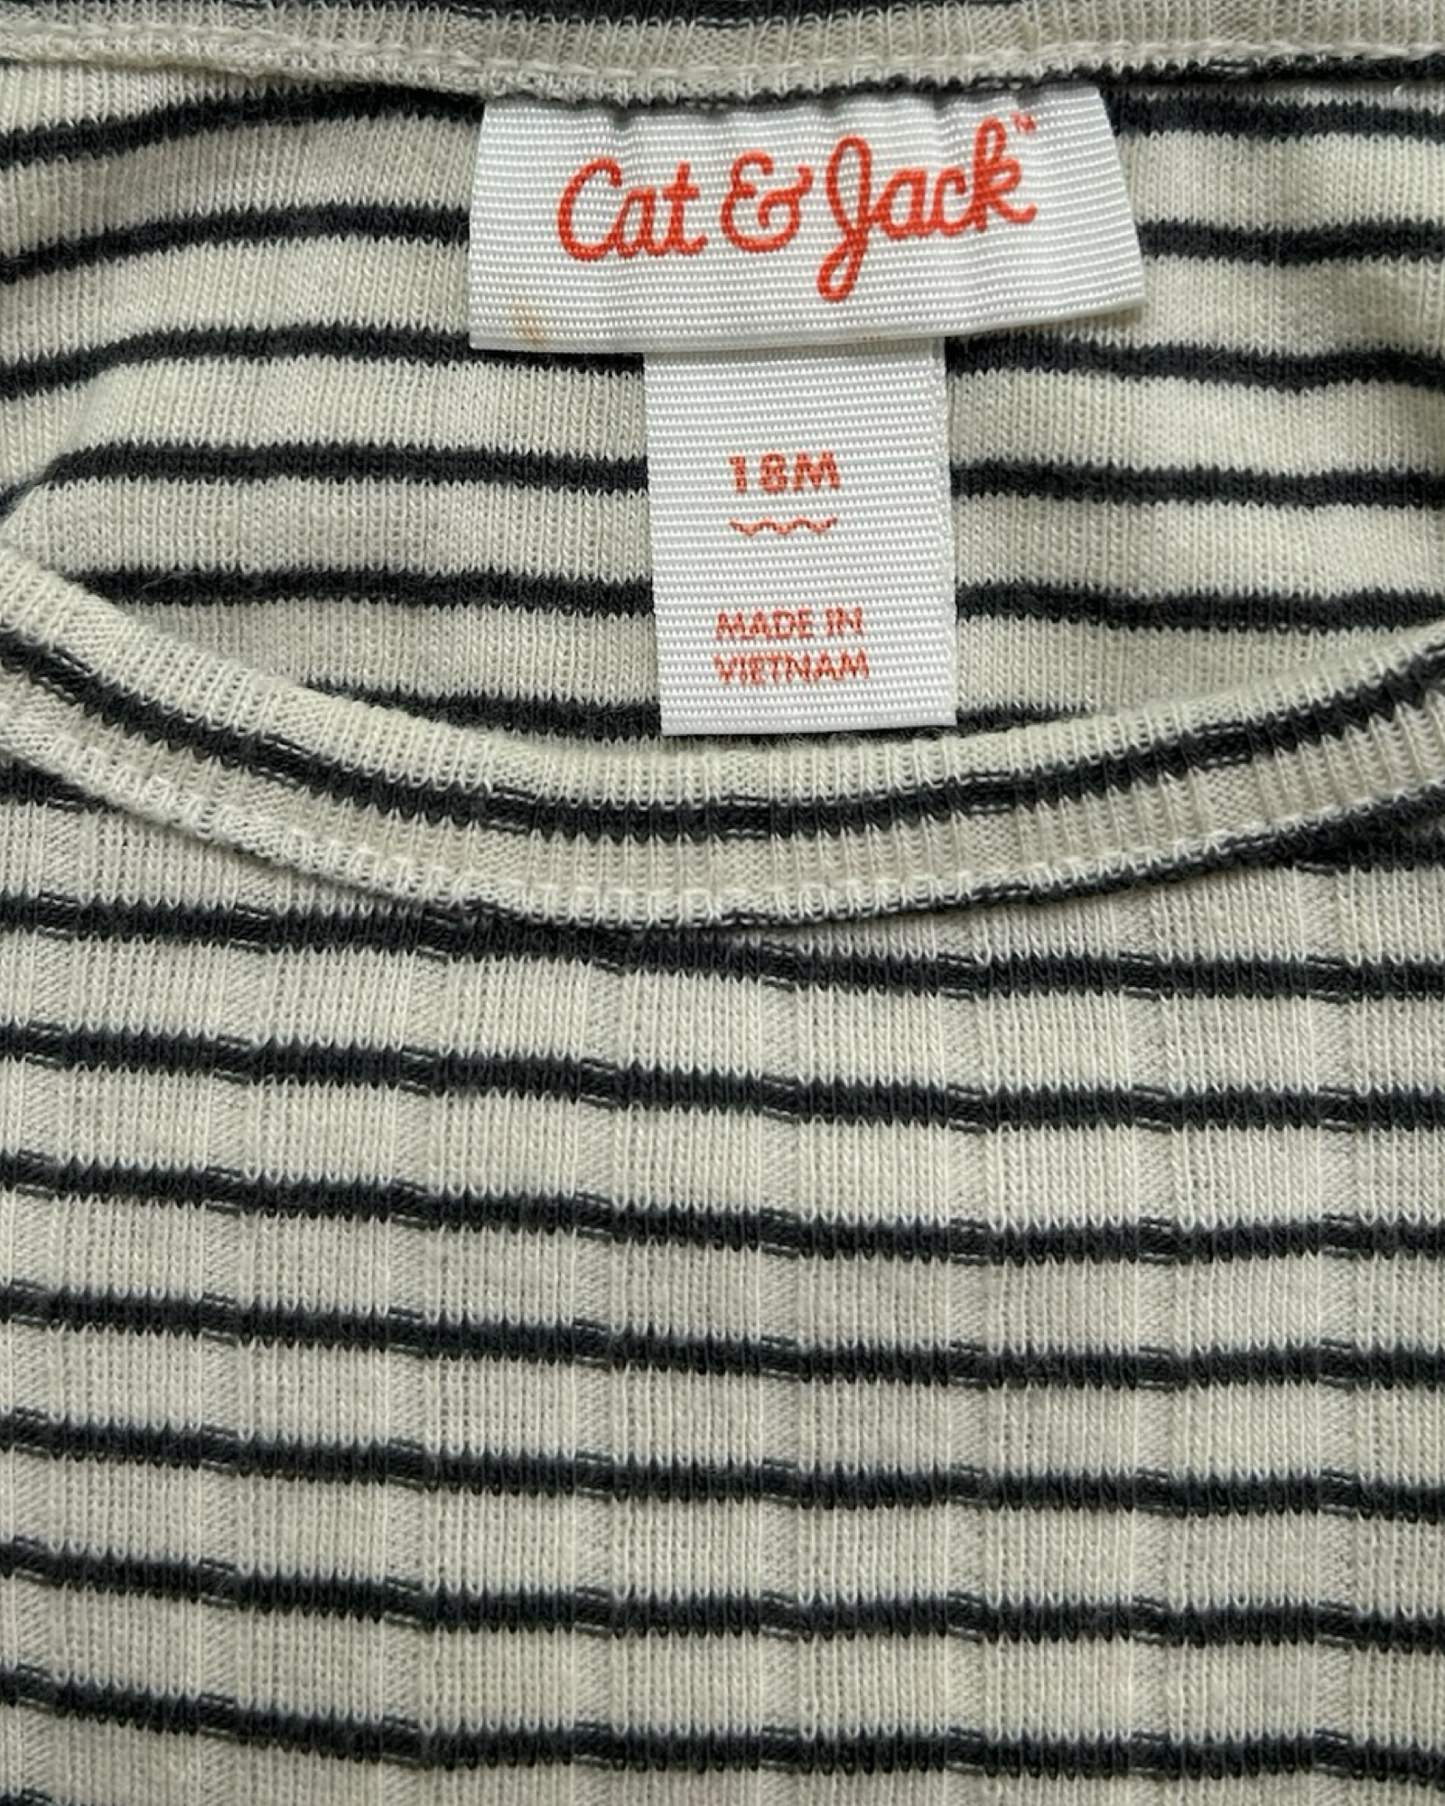 Cat & Jack™
18M
MADE IN
VIETNAM